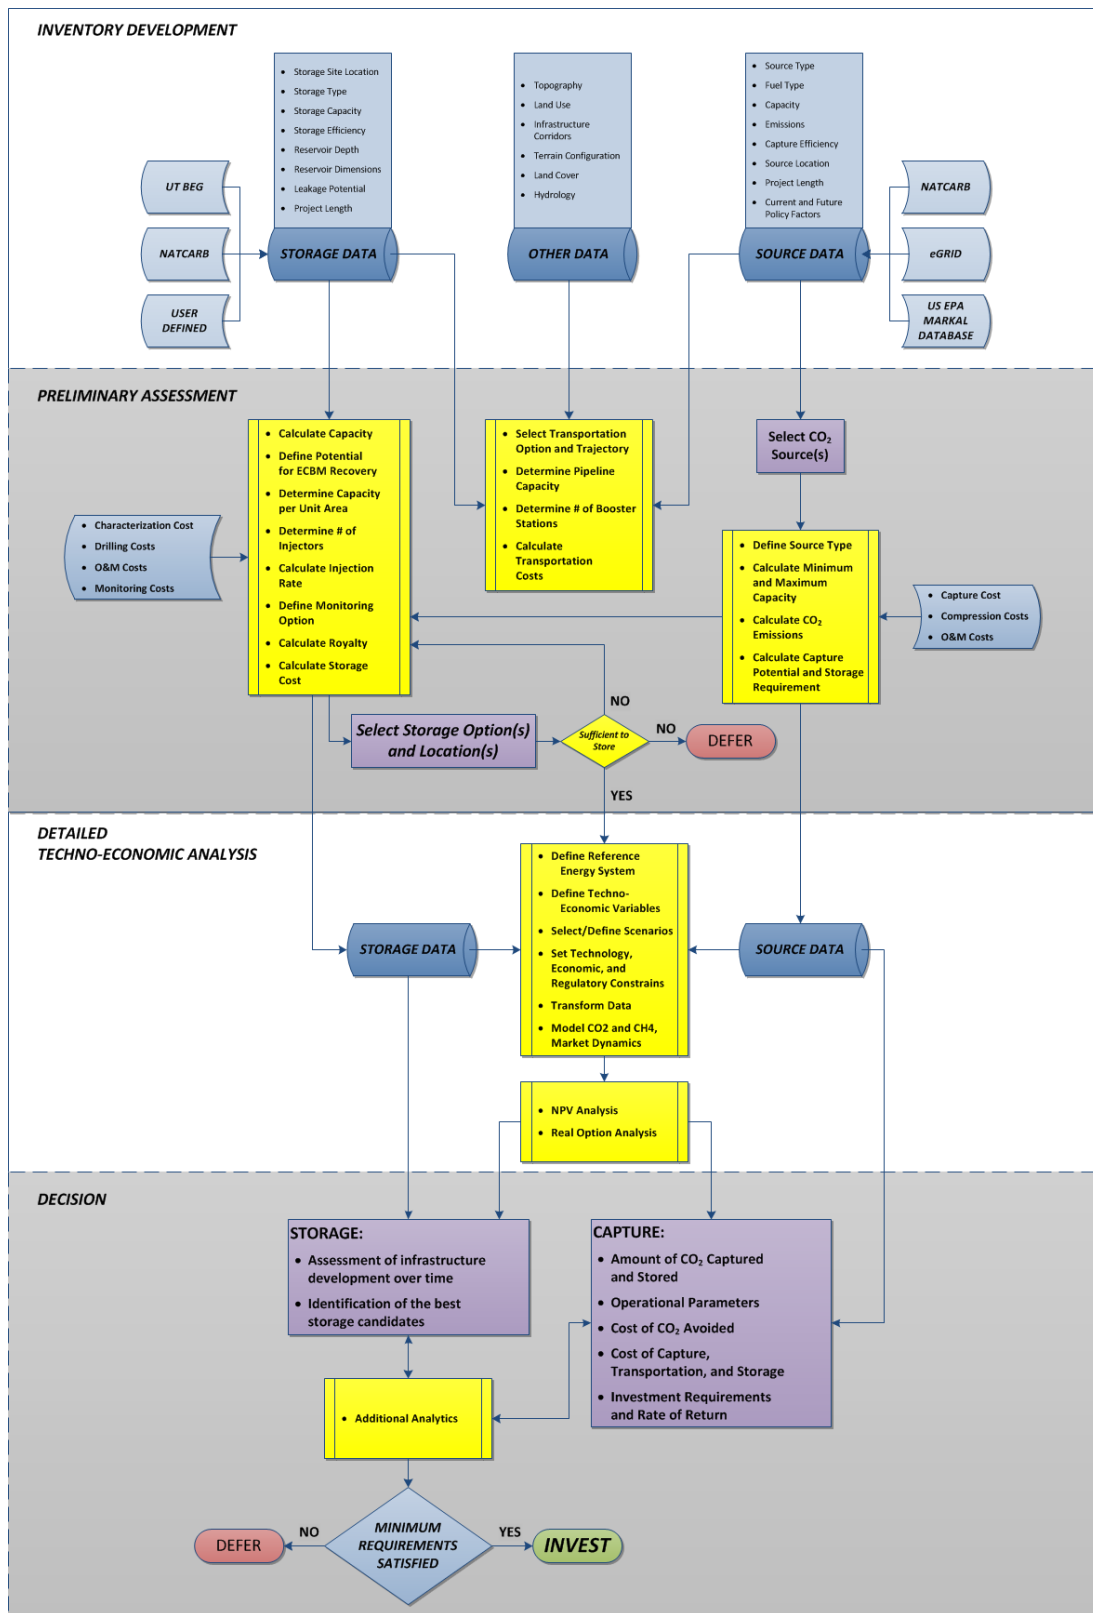 INVENTORY DEVELOPMENT
Storage Site Location
Storage Type
Storage Capacity
Storage Efficiency
Reservoir Depth
Reservoir Dimensions
Leakage Potential
Project Length
STORAGE DATA
UT BEG
NATCARB
USER
DEFINED
Topography
Land Use
Infrastructure
Corridors
Terrain Configuration
Land Cover
Hydrology
OTHER DATA
Source Type
Fuel Type
Capacity
Emissions
Capture Efficiency
Source Location
Project Length
Current and Future
Policy Factors
SOURCE DATA
NATCARB
eGRID
US EPA
MARKAL
DATABASE
PRELIMINARY ASSESSMENT
Characterization Cost
Drilling Costs
O&M Costs
Monitoring Costs
Calculate Capacity
Define Potential
for ECBM Recovery
Determine Capacity
per Unit Area
Determine # of
Injectors
Calculate Injection
Rate
Define Monitoring
Option
Calculate Royalty
Calculate Storage
Cost
Select Transportation
Option and Trajectory
Determine Pipeline
Capacity
Determine # of Booster
Stations
Calculate
Transportation
Costs
Select CO2
Source(s)
Define Source Type
Calculate Minimum
and Maximum
Capacity
Calculate CO2
Emissions
Calculate Capture
Potential and Storage
Requirement
Capture Cost
Compression Costs
O&M Costs
Select Storage Option(s)
and Location(s)
Sufficient to
Store
NO
NO
DEFER
YES
DETAILED
TECHNO-ECONOMIC ANALYSIS
STORAGE DATA
Define Reference
Energy System
Define Techno-
Economic Variables
Select/Define Scenarios
Set Technology,
Economic, and
Regulatory Constrains
Transform Data
Model CO2 and CH4,
Market Dynamics
SOURCE DATA
NPV Analysis
Real Option Analysis
DECISION
STORAGE:
Assessment of infrastructure
development over time
Identification of the best
storage candidates
CAPTURE:
Amount of CO2 Captured
and Stored
Operational Parameters
Cost of CO2 Avoided
Cost of Capture,
Transportation, and Storage
Investment Requirements
and Rate of Return
Additional Analytics
MINIMUM
REQUIREMENTS
SATISFIED
NO
DEFER
YES
INVEST